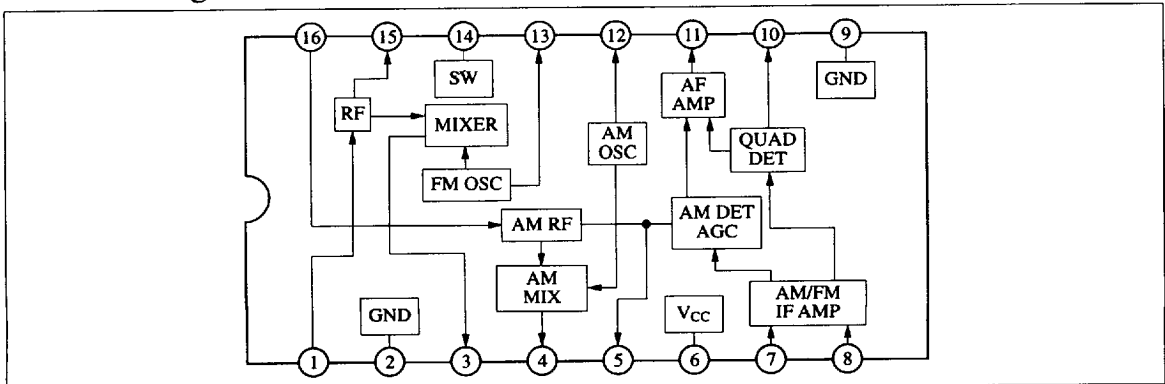 16 15 14 13 12 11 10 9
SW
AF
AMP
GND
RF
MIXER
AM
OSC
QUAD
DET
FM OSC
AM RF
AM DET
AGC
AM
MIX
AM/FM
IF AMP
GND
VCC
1 2 3 4 5 6 7 8